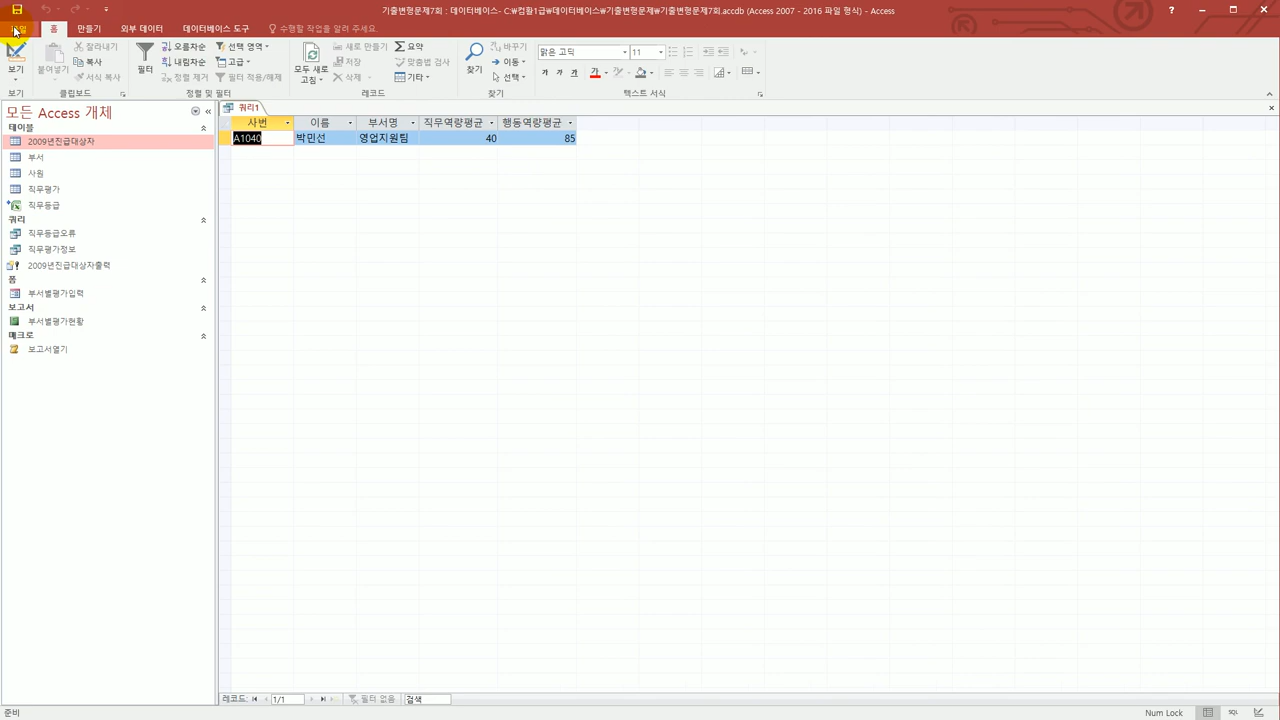 기출변형문제7회 : 데이터베이스- C:₩컴활1급₩데이터베이스₩기출변형문제₩기출변형문제7회.accdb (Access 2007 - 2016 파일 형식) - Access
홈 만들기 외부 데이터 데이터베이스 도구 수행할 작업을 알려 주세요.
보기 붙여넣기 잘라내기 복사 서식 복사
필터 오름차순 내림차순 정렬 제거 선택 영역 고급 필터 적용/해제
모두 새로 고침 새로 만들기 저장 삭제 요약 맞춤법 검사 기타
찾기 바꾸기 이동 선택
맑은 고딕 11
가 가 가 가
보기 클립보드 정렬 및 필터 레코드 찾기 텍스트 서식
모든 Access 개체
테이블
2009년진급대상자
부서
사원
직무평가
직무등급
쿼리
직무등급오류
직무평가정보
2009년진급대상자출력
폼
부서별평가입력
보고서
부서별평가현황
매크로
보고서열기
쿼리1
사번 이름 부서명 직무역량평균 행동역량평균
A1040 박민선 영업지원팀 40 85
레코드: 1/1 필터 없음 검색
준비 Num Lock SQL